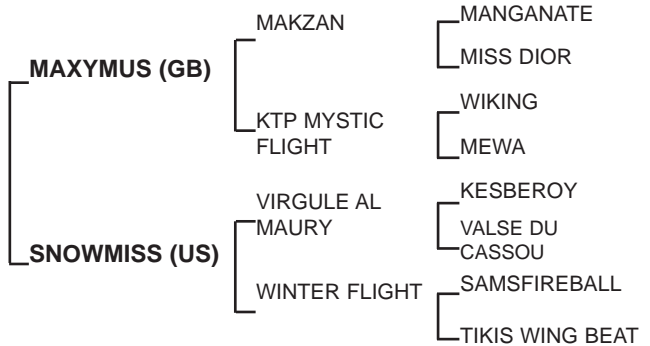 MAXYMUS (GB)
MAKZAN
MANGANATE
MISS DIOR
KTP MYSTIC
FLIGHT
WIKING
MEWA
SNOWMISS (US)
VIRGULE AL
MAURY
KESBEROY
VALSE DU
CASSOU
WINTER FLIGHT
SAMSFIREBALL
TIKIS WING BEAT